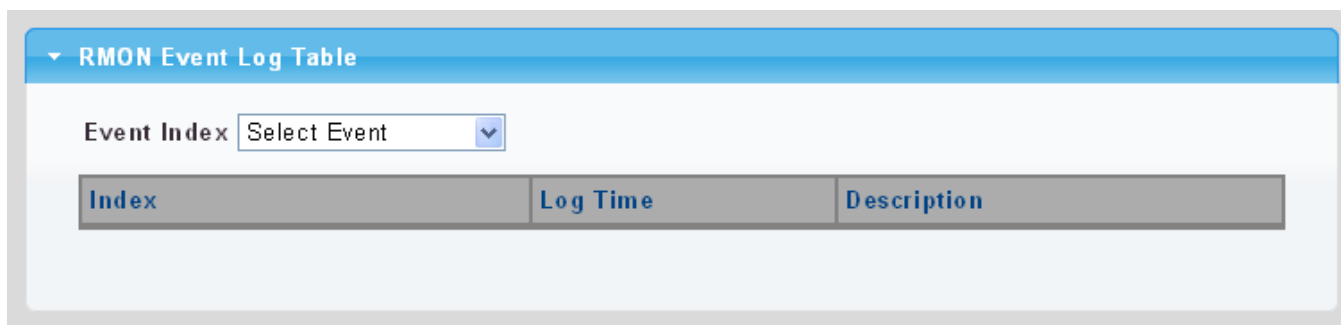 RMON Event Log Table
Event Index Select Event
Index Log Time Description